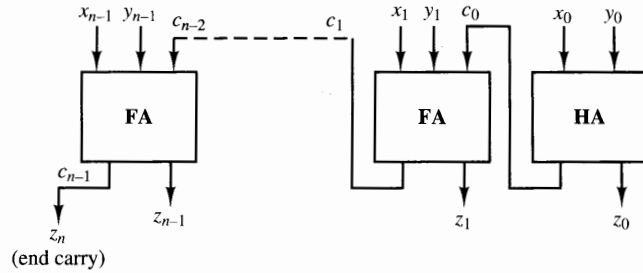 xₙ₋₁ yₙ₋₁ cₙ₋₂ c₁ x₁ y₁ c₀ x₀ y₀
FA FA HA
cₙ₋₁
zₙ₋₁ z₁ z₀
zₙ
(end carry)